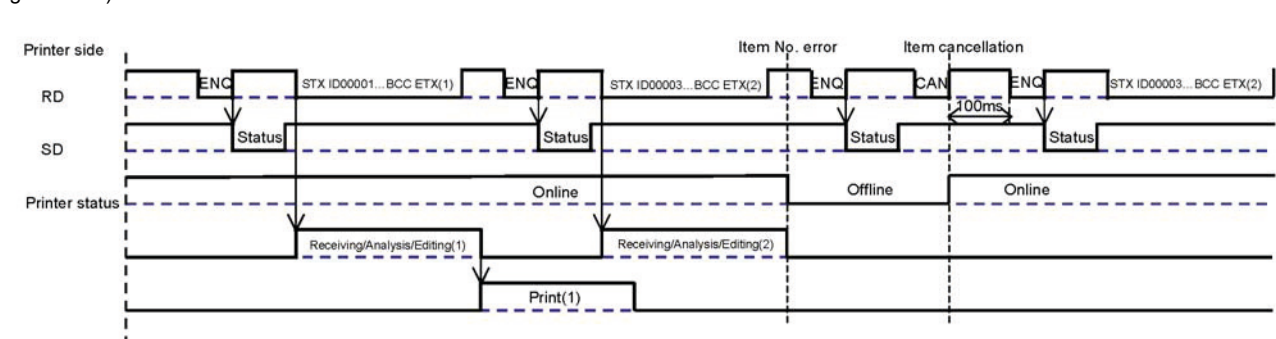 Printer side
Item No. error
Item cancellation
RD
ENQ
STX ID00001...BCC ETX(1)
ENQ
STX ID00003...BCC ETX(2)
ENQ
CAN
ENQ
STX ID00003...BCC ETX(2)
100ms
SD
Status
Status
Status
Status
Printer status
Online
Offline
Online
Receiving/Analysis/Editing(1)
Receiving/Analysis/Editing(2)
Print(1)